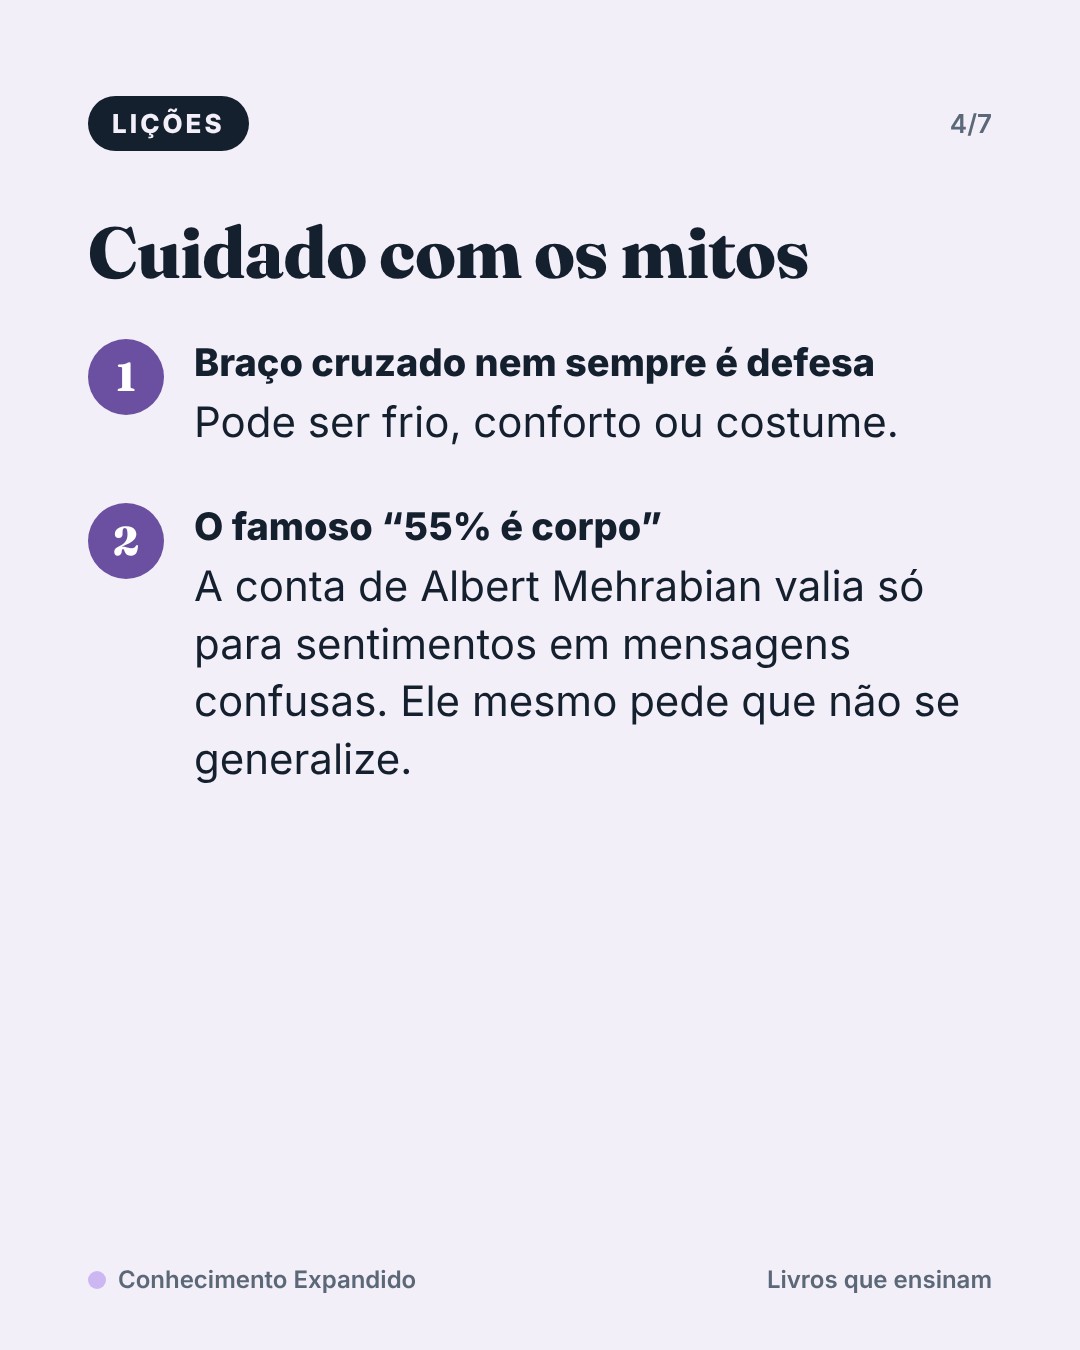 LIÇÕES
4/7
Cuidado com os mitos
1
Braço cruzado nem sempre é defesa
Pode ser frio, conforto ou costume.
2
O famoso “55% é corpo”
A conta de Albert Mehrabian valia só
para sentimentos em mensagens
confusas. Ele mesmo pede que não se
generalize.
Conhecimento Expandido
Livros que ensinam